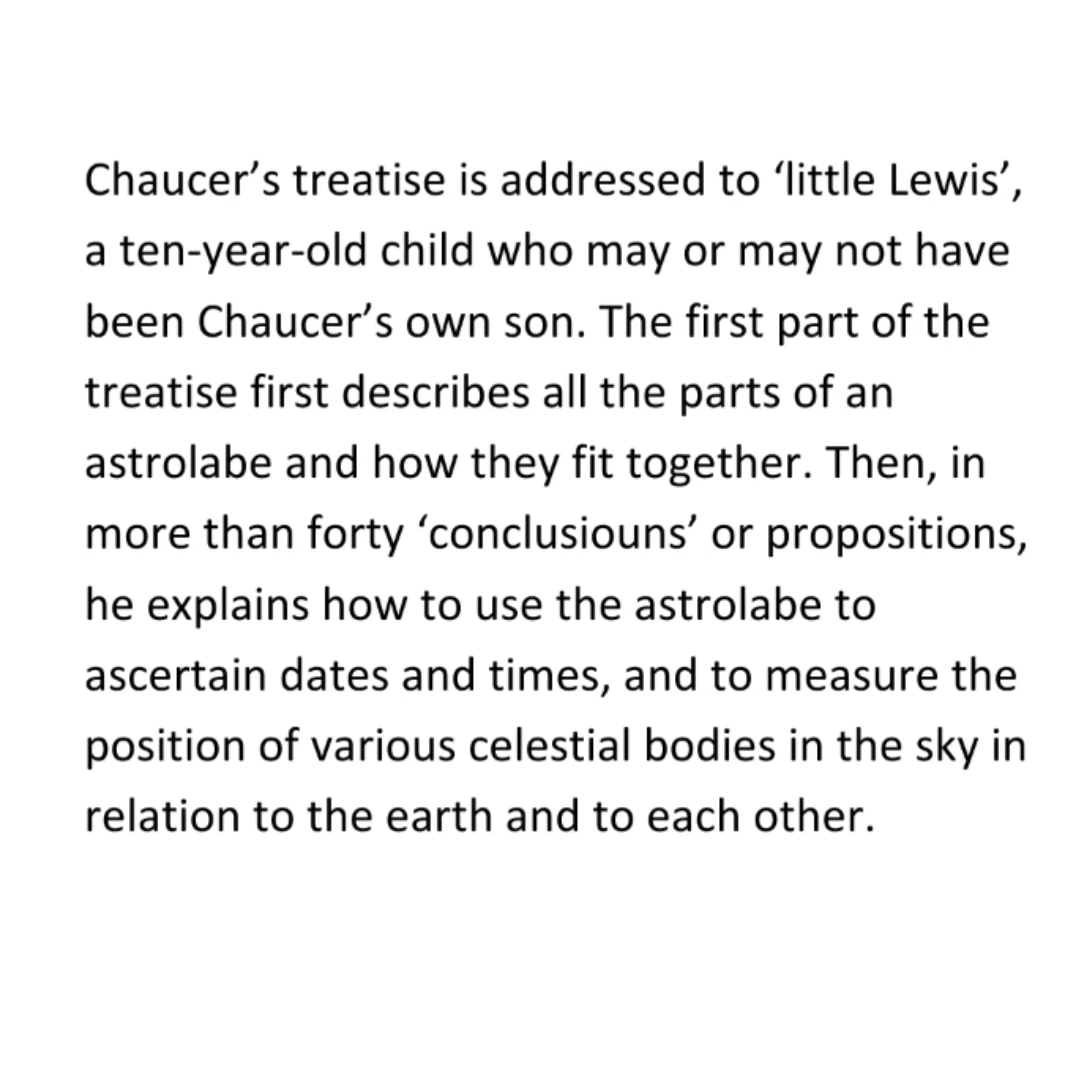 Chaucer’s treatise is addressed to ‘little Lewis’,
a ten-year-old child who may or may not have
been Chaucer’s own son. The first part of the
treatise first describes all the parts of an
astrolabe and how they fit together. Then, in
more than forty ‘conclusiouns’ or propositions,
he explains how to use the astrolabe to
ascertain dates and times, and to measure the
position of various celestial bodies in the sky in
relation to the earth and to each other.